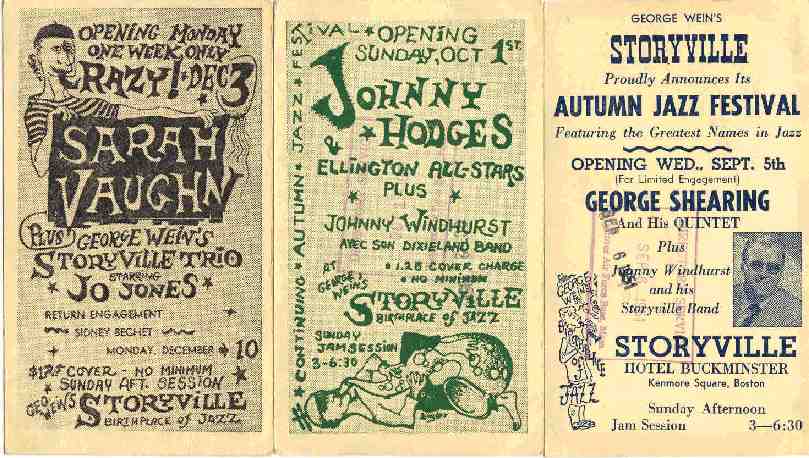 OPENING MONDAY
ONE WEEK ONLY
CRAZY! • DEC 3
SARAH
VAUGHN
PLUS GEORGE WEIN'S
STORYVILLE TRIO
STARRING
JO JONES
RETURN ENGAGEMENT
SIDNEY BECHET
MONDAY, DECEMBER 10
$1.75 COVER - NO MINIMUM
SUNDAY AFT. SESSION
GEO. WEIN'S STORYVILLE
BIRTHPLACE OF JAZZ
CONTINUING ★ AUTUMN ★ JAZZ ★ FESTIVAL ★ OPENING
SUNDAY, OCT 1ST.
JOHNNY
HODGES
&
ELLINGTON ALL-STARS
PLUS
JOHNNY WINDHURST
AVEC SON DIXIELAND BAND
• 1.25 COVER CHARGE
• NO MINIMUM
AT GEORGE WEIN'S
STORYVILLE
BIRTHPLACE OF JAZZ
SUNDAY
JAM SESSION
3-6:30
GEORGE WEIN'S
STORYVILLE
Proudly Announces Its
AUTUMN JAZZ FESTIVAL
Featuring the Greatest Names in Jazz
OPENING WED., SEPT. 5th
(For Limited Engagement)
GEORGE SHEARING
And His QUINTET
Plus
Johnny Windhurst
and his
Storyville Band
GEORGE WEIN'S
BIRTHPLACE
OF
JAZZ
STORYVILLE
HOTEL BUCKMINSTER
Kenmore Square, Boston
Sunday Afternoon
Jam Session 3—6:30